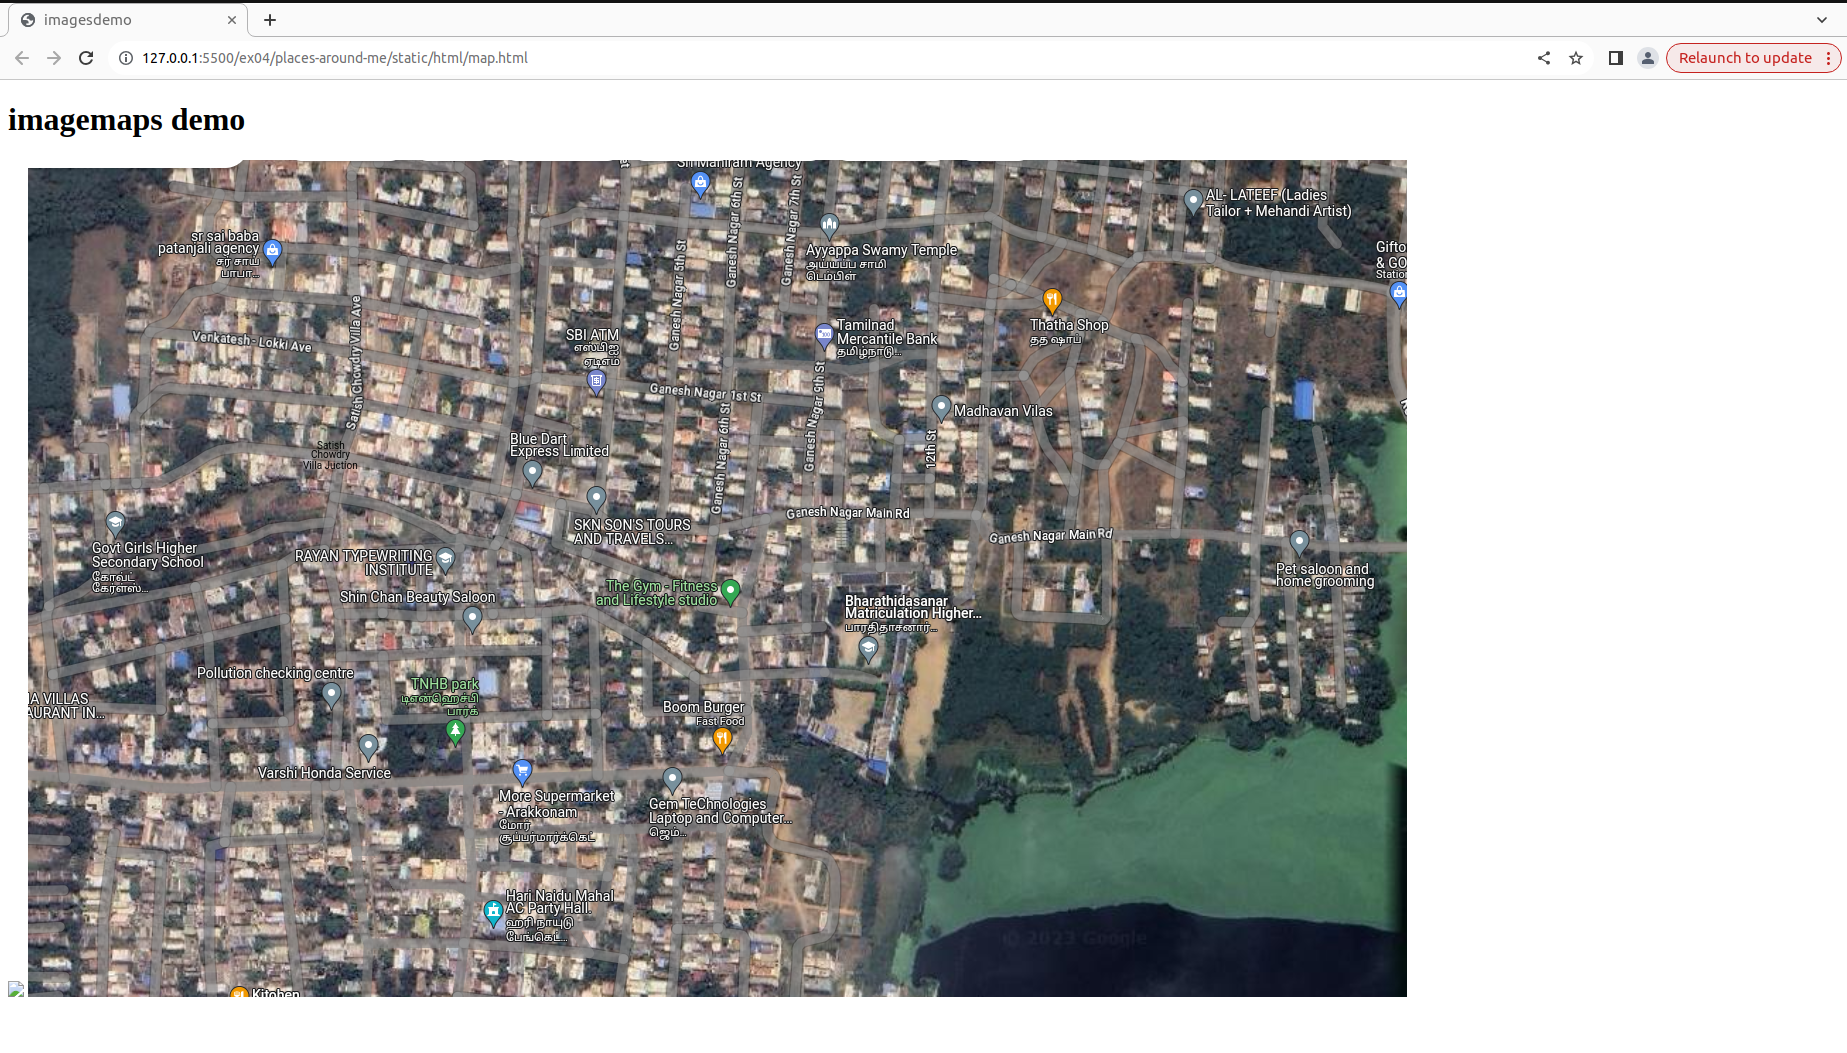 imagesdemo
127.0.0.1:5500/ex04/places-around-me/static/html/map.html
Relaunch to update
imagemaps demo
Sri Maniram Agency
AL- LATEEF (Ladies
Tailor + Mehandi Artist)
sr sai baba
patanjali agency
சர் சாய்
பாபா...
Ganesh Nagar 6th St
Ganesh Nagar 7th St
Ganesh Nagar 5th St
Ayyappa Swamy Temple
அய்யப்ப சாமி
டெம்பிள்
Gifto
& GO
Station
Thatha Shop
தத ஷாப்
Venkatesh - Lokki Ave
Satish Chowdry Villa Ave
SBI ATM
எஸ்பிஐ
ஏடிஎம்
Tamilnad
Mercantile Bank
தமிழ்நாடு...
Ganesh Nagar 1st St
Ganesh Nagar 6th St
Ganesh Nagar 9th St
Madhavan Vilas
12th St
Satish
Chowdry
Villa Juction
Blue Dart
Express Limited
SKN SON'S TOURS
AND TRAVELS...
Ganesh Nagar Main Rd
Ganesh Nagar Main Rd
Govt Girls Higher
Secondary School
கோவ்ட்
கேர்ள்ஸ்...
RAYAN TYPEWRITING
INSTITUTE
Pet saloon and
home grooming
Shin Chan Beauty Saloon
The Gym - Fitness
and Lifestyle studio
Bharathidasanar
Matriculation Higher...
பாரதிதாசனார்...
Pollution checking centre
TNHB park
டிஎன்ஹெச்பி
பார்க்
IA VILLAS
AURANT IN...
Boom Burger
Fast Food
Varshi Honda Service
More Supermarket
- Arakkonam
மோர்
சூப்பர்மார்க்கெட்
Gem TeChnologies
Laptop and Computer...
ஜெம்...
Hari Naidu Mahal
AC Party Hall.
ஹரி நாயுடு
பேங்கெட்...
© 2023 Google
Kitchen